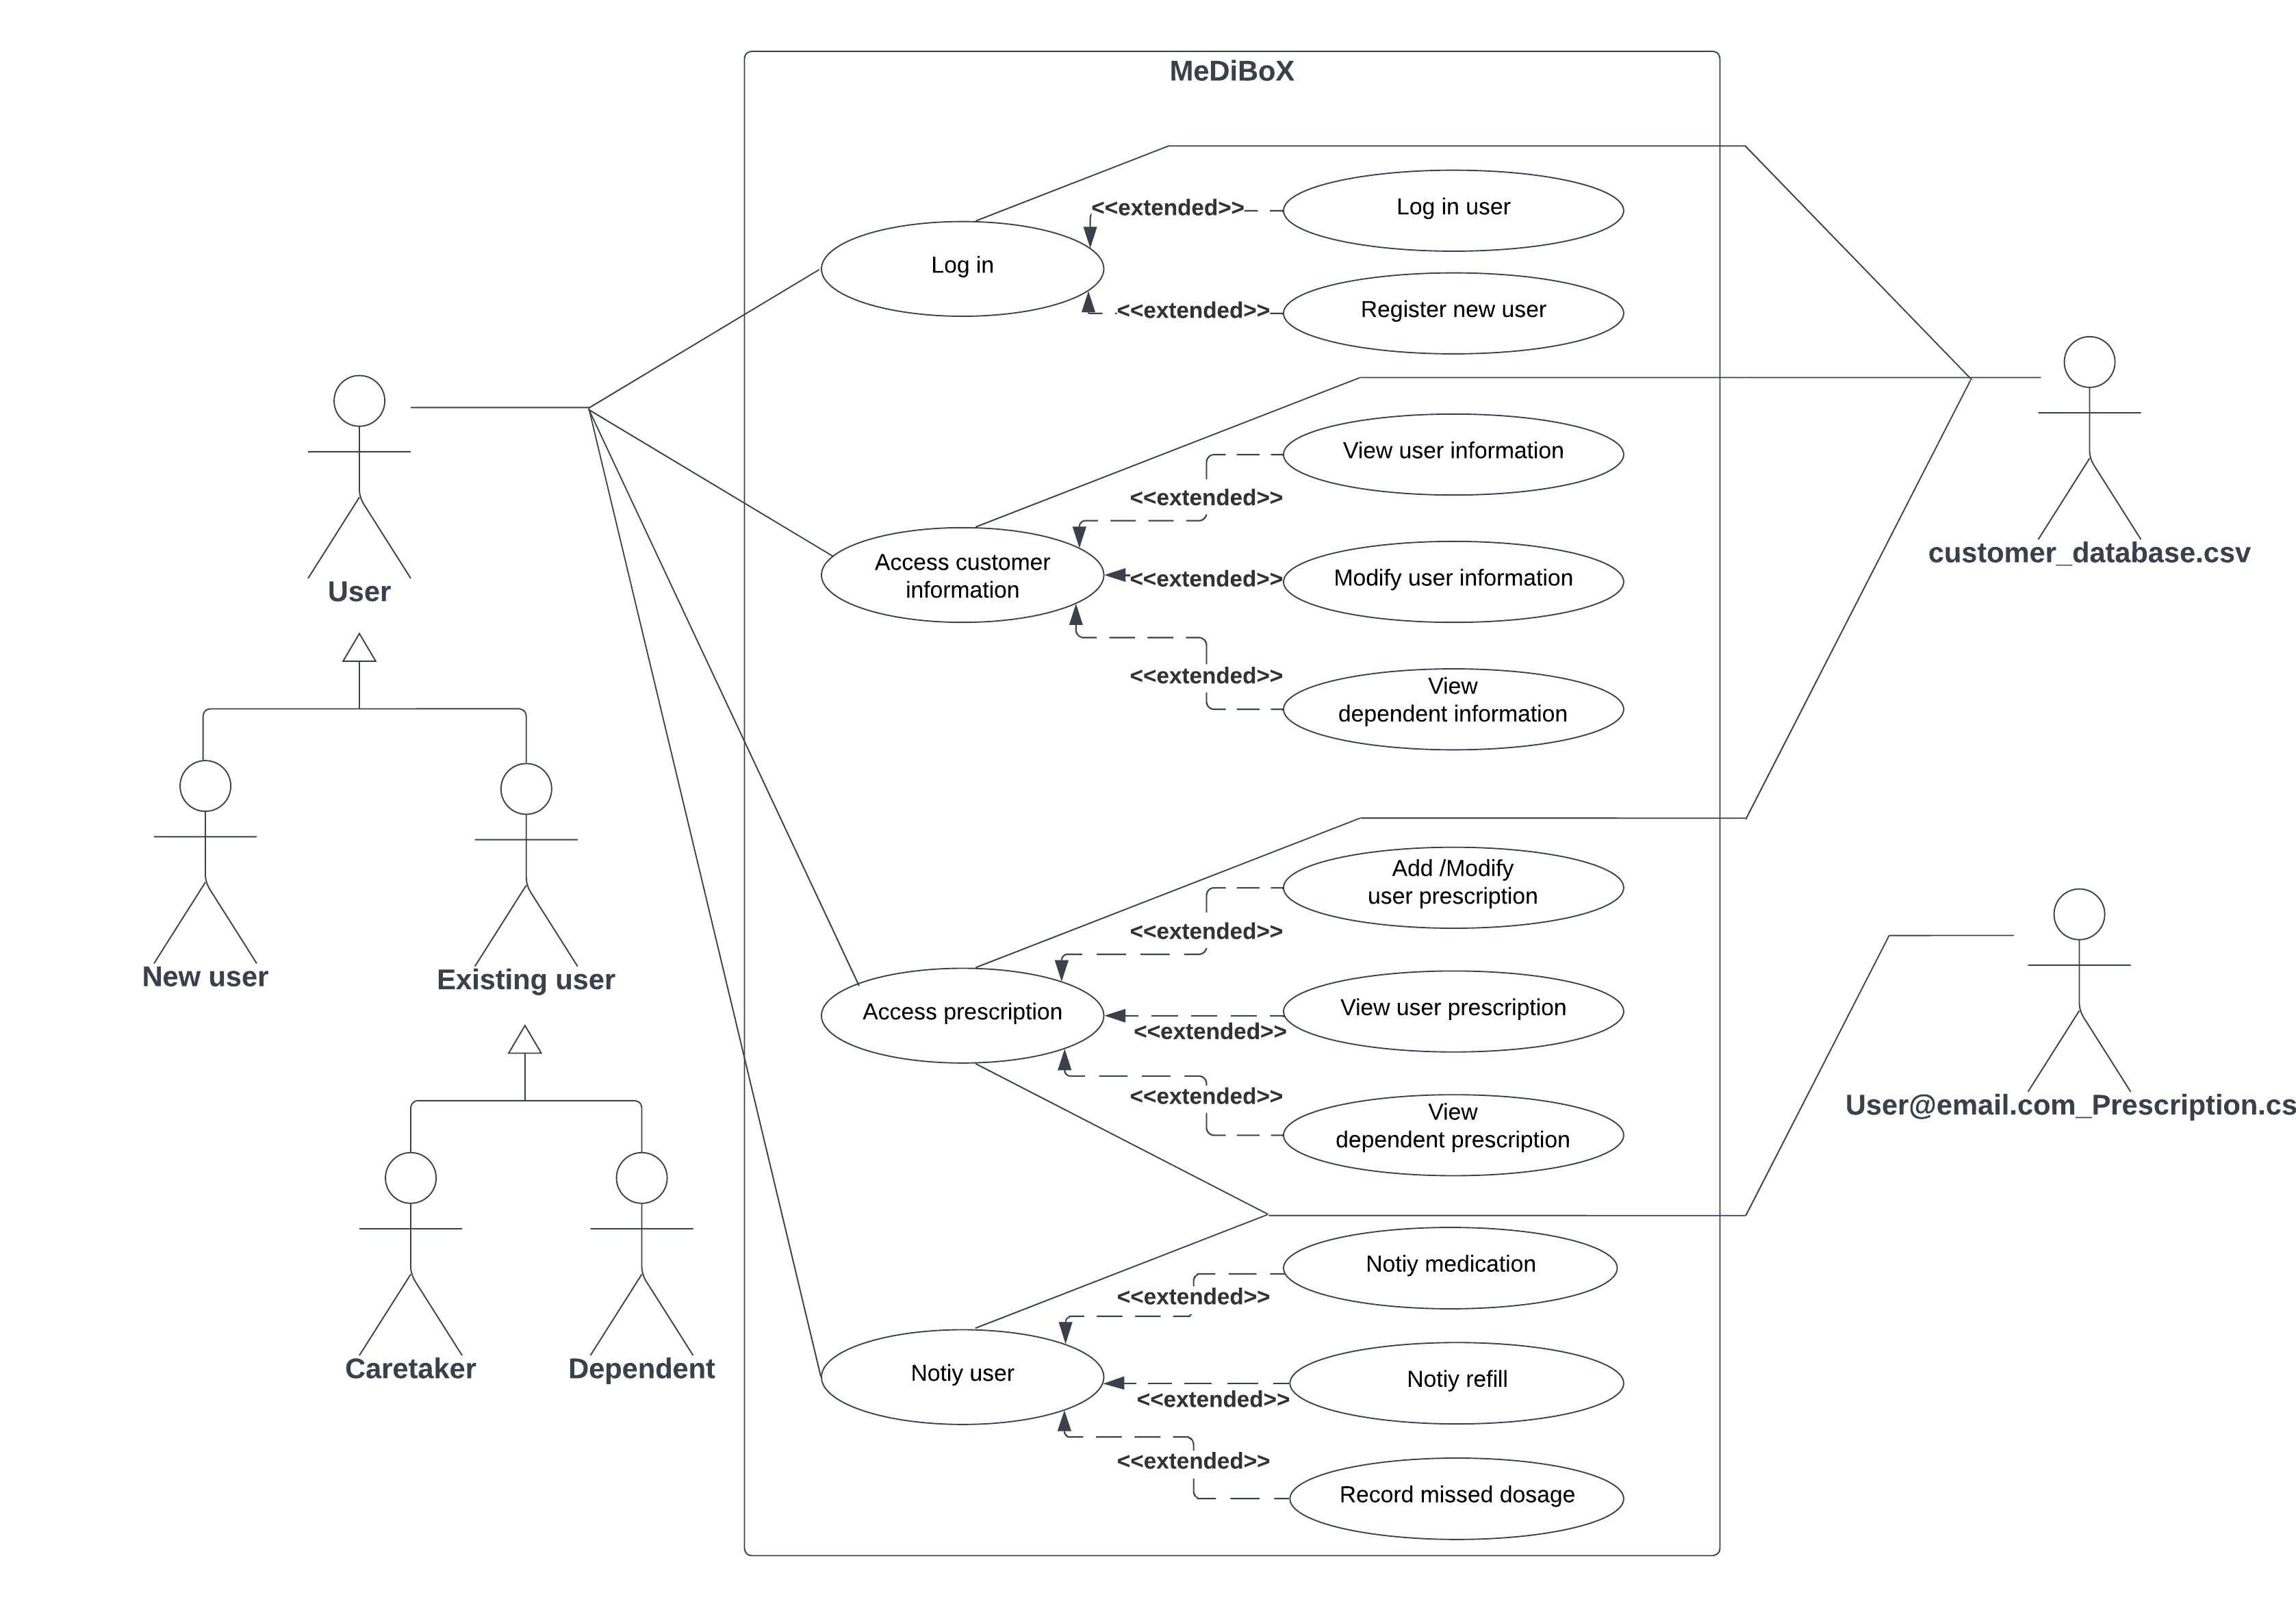 MeDiBoX
<<extended>>
Log in user
Log in
<<extended>>
Register new user
User
View user information
<<extended>>
Access customer
information
<<extended>>
Modify user information
<<extended>>
View
dependent information
customer_database.csv
New user
Existing user
Add /Modify
user prescription
<<extended>>
Access prescription
View user prescription
<<extended>>
<<extended>>
View
dependent prescription
User@email.com_Prescription.cs
Caretaker
Dependent
Notiy medication
<<extended>>
Notiy user
Notiy refill
<<extended>>
<<extended>>
Record missed dosage